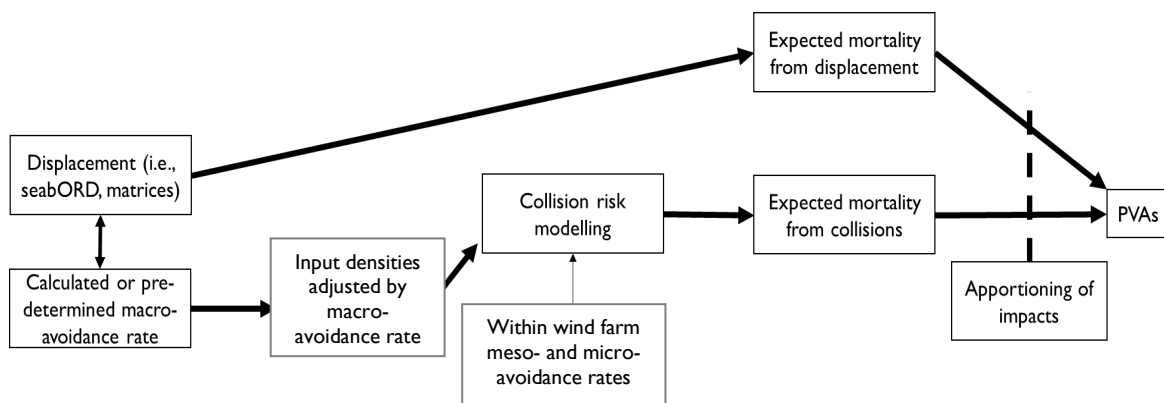 Expected mortality
from displacement
Displacement (i.e.,
seabORD, matrices)
Collision risk
modelling
Expected mortality
from collisions
PVAs
Calculated or pre-
determined macro-
avoidance rate
Input densities
adjusted by
macro-
avoidance rate
Within wind farm
meso- and micro-
avoidance rates
Apportioning of
impacts